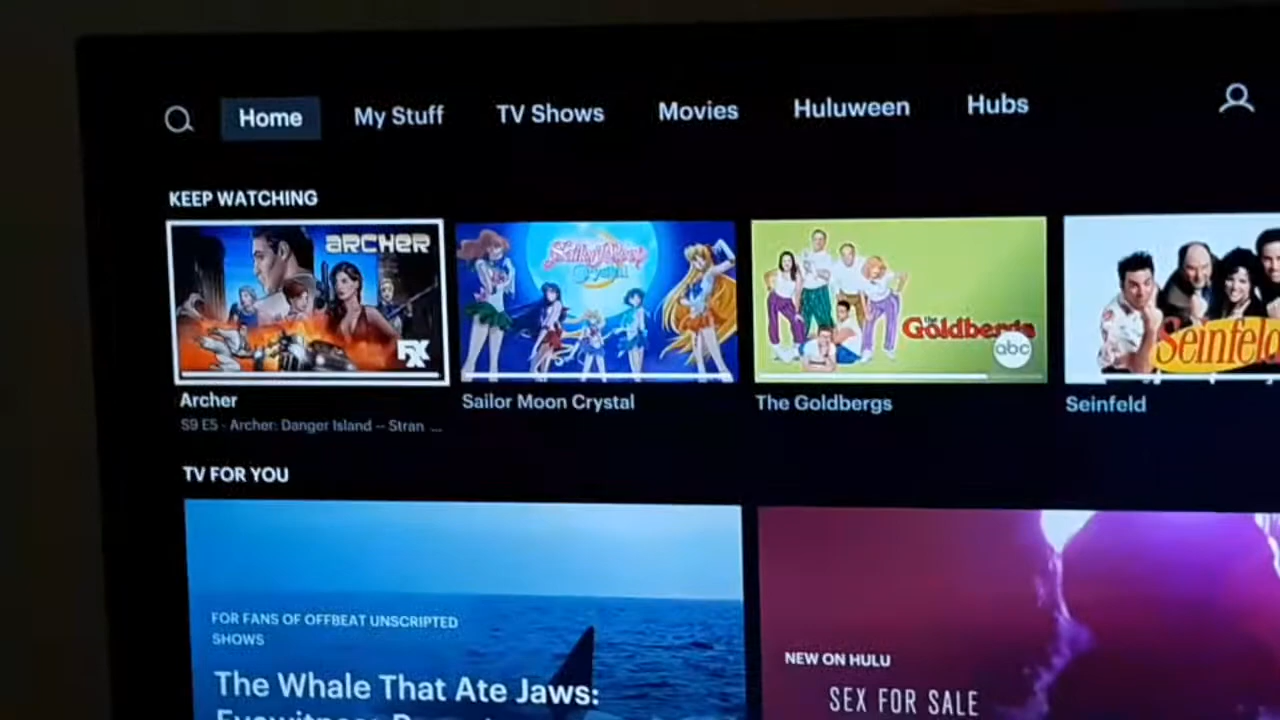 Home My Stuff TV Shows Movies Huluween Hubs
KEEP WATCHING
ARCHER
FXX
Sailor Moon
Crystal
the
Goldbergs
abc
Seinfeld
Archer
Sailor Moon Crystal
The Goldbergs
Seinfeld
S9 E5 - Archer: Danger Island – Stran ...
TV FOR YOU
FOR FANS OF OFFBEAT UNSCRIPTED
SHOWS
The Whale That Ate Jaws:
NEW ON HULU
SEX FOR SALE